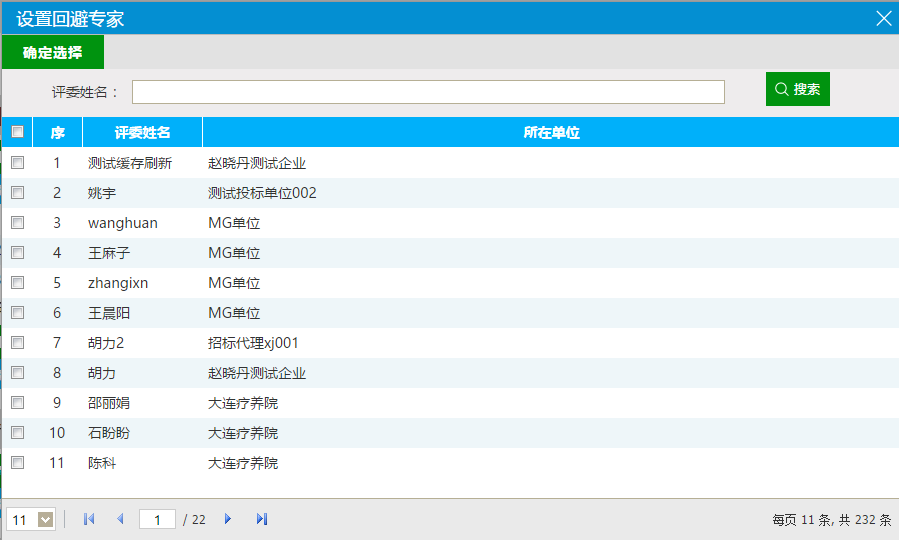 设置回避专家
确定选择
评委姓名：
搜索
序 评委姓名 所在单位
1 测试缓存刷新 赵晓丹测试企业
2 姚宇 测试投标单位002
3 wanghuan MG单位
4 王麻子 MG单位
5 zhangixn MG单位
6 王晨阳 MG单位
7 胡力2 招标代理xj001
8 胡力 赵晓丹测试企业
9 邵丽娟 大连疗养院
10 石盼盼 大连疗养院
11 陈科 大连疗养院
11 1 / 22 每页 11 条, 共 232 条